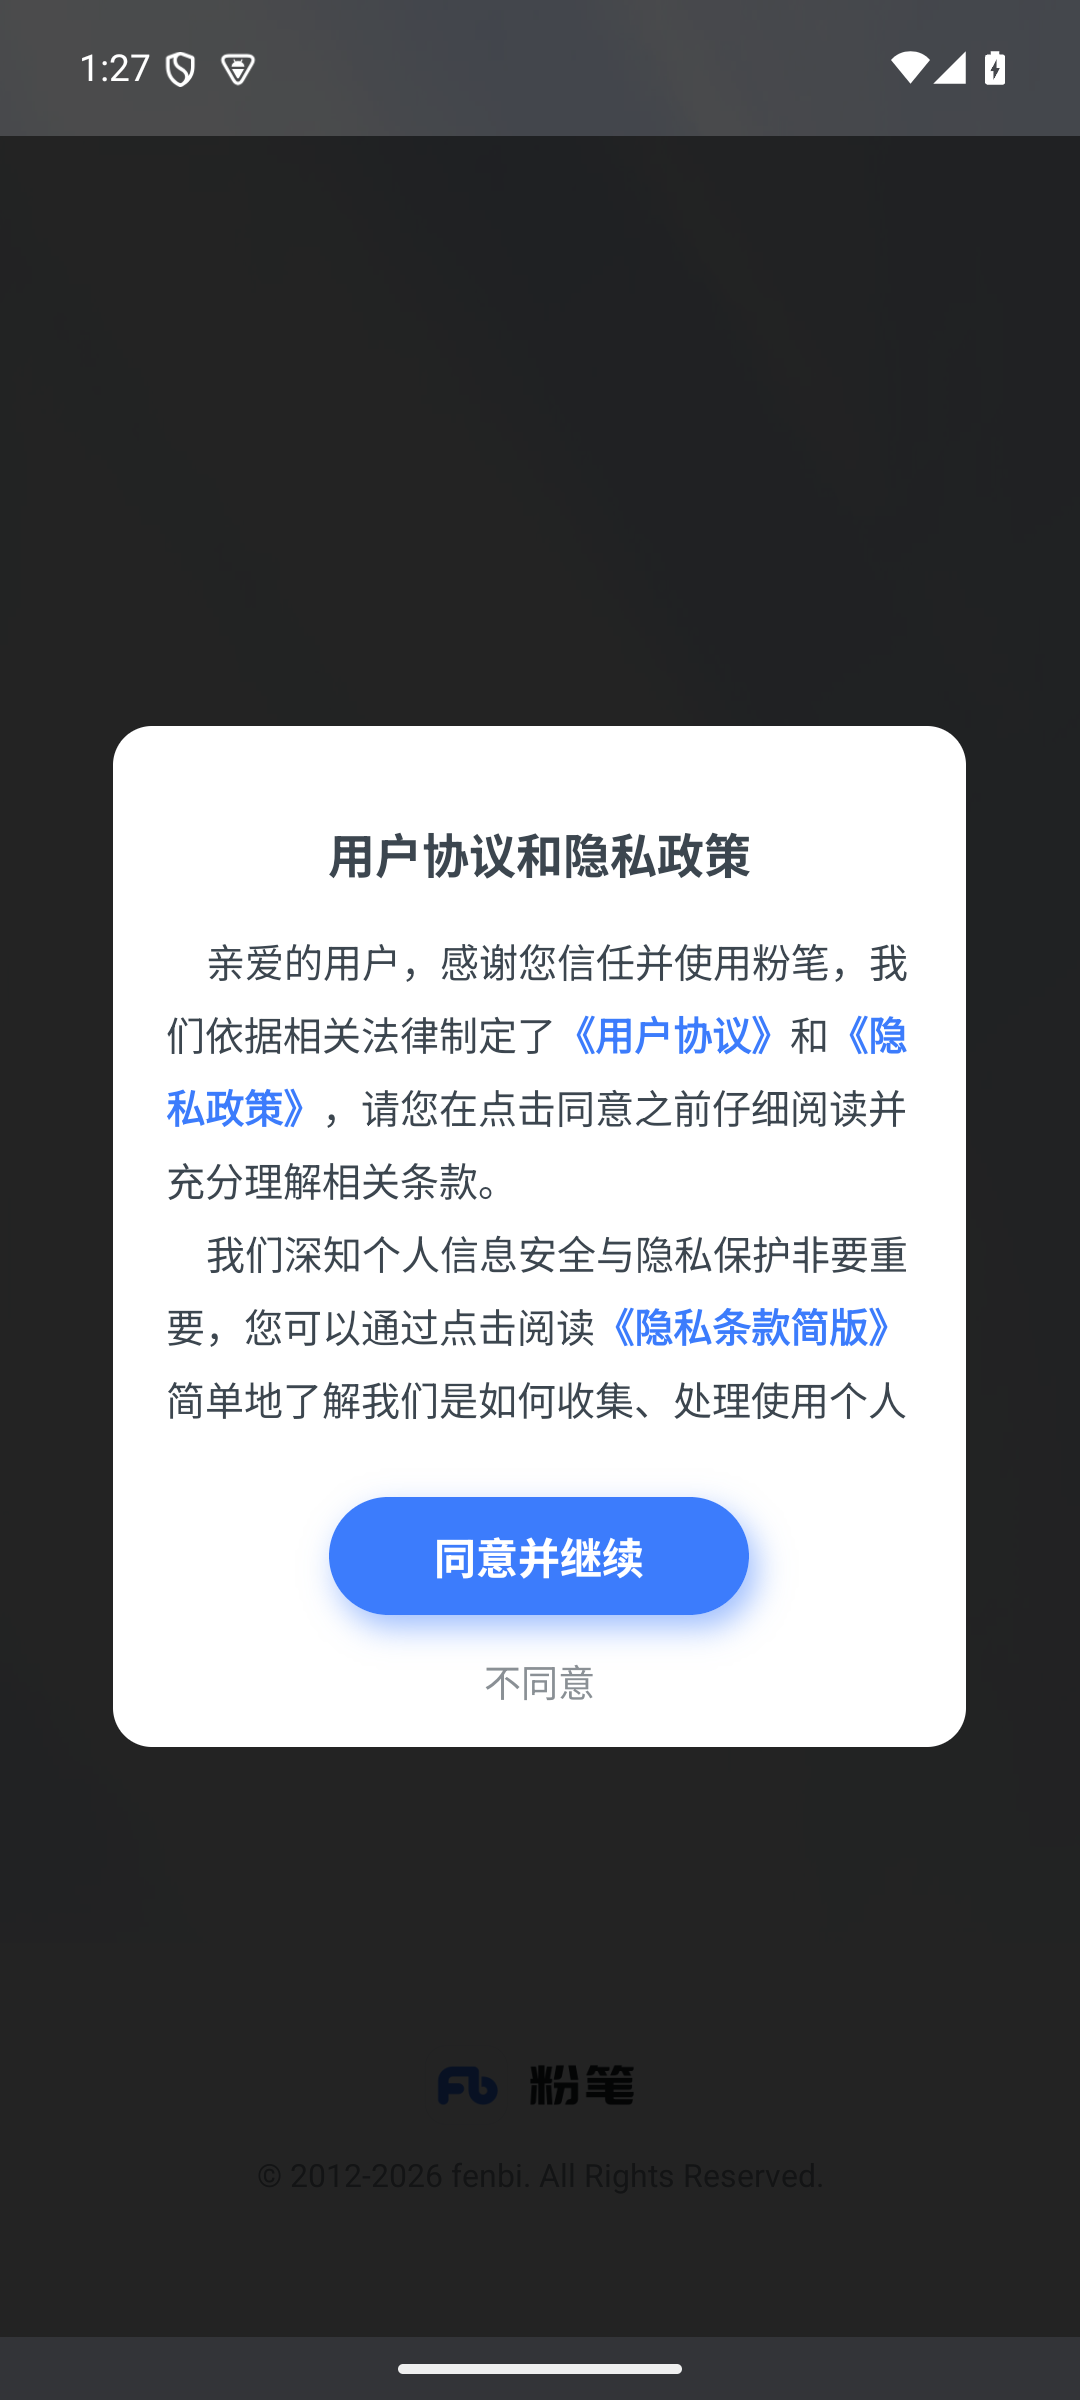 1:27
用户协议和隐私政策
亲爱的用户，感谢您信任并使用粉笔，我
们依据相关法律制定了《用户协议》和《隐
私政策》，请您在点击同意之前仔细阅读并
充分理解相关条款。
我们深知个人信息安全与隐私保护非要重
要，您可以通过点击阅读《隐私条款简版》
简单地了解我们是如何收集、处理使用个人
同意并继续
不同意
Fb 粉笔
© 2012-2026 fenbi. All Rights Reserved.